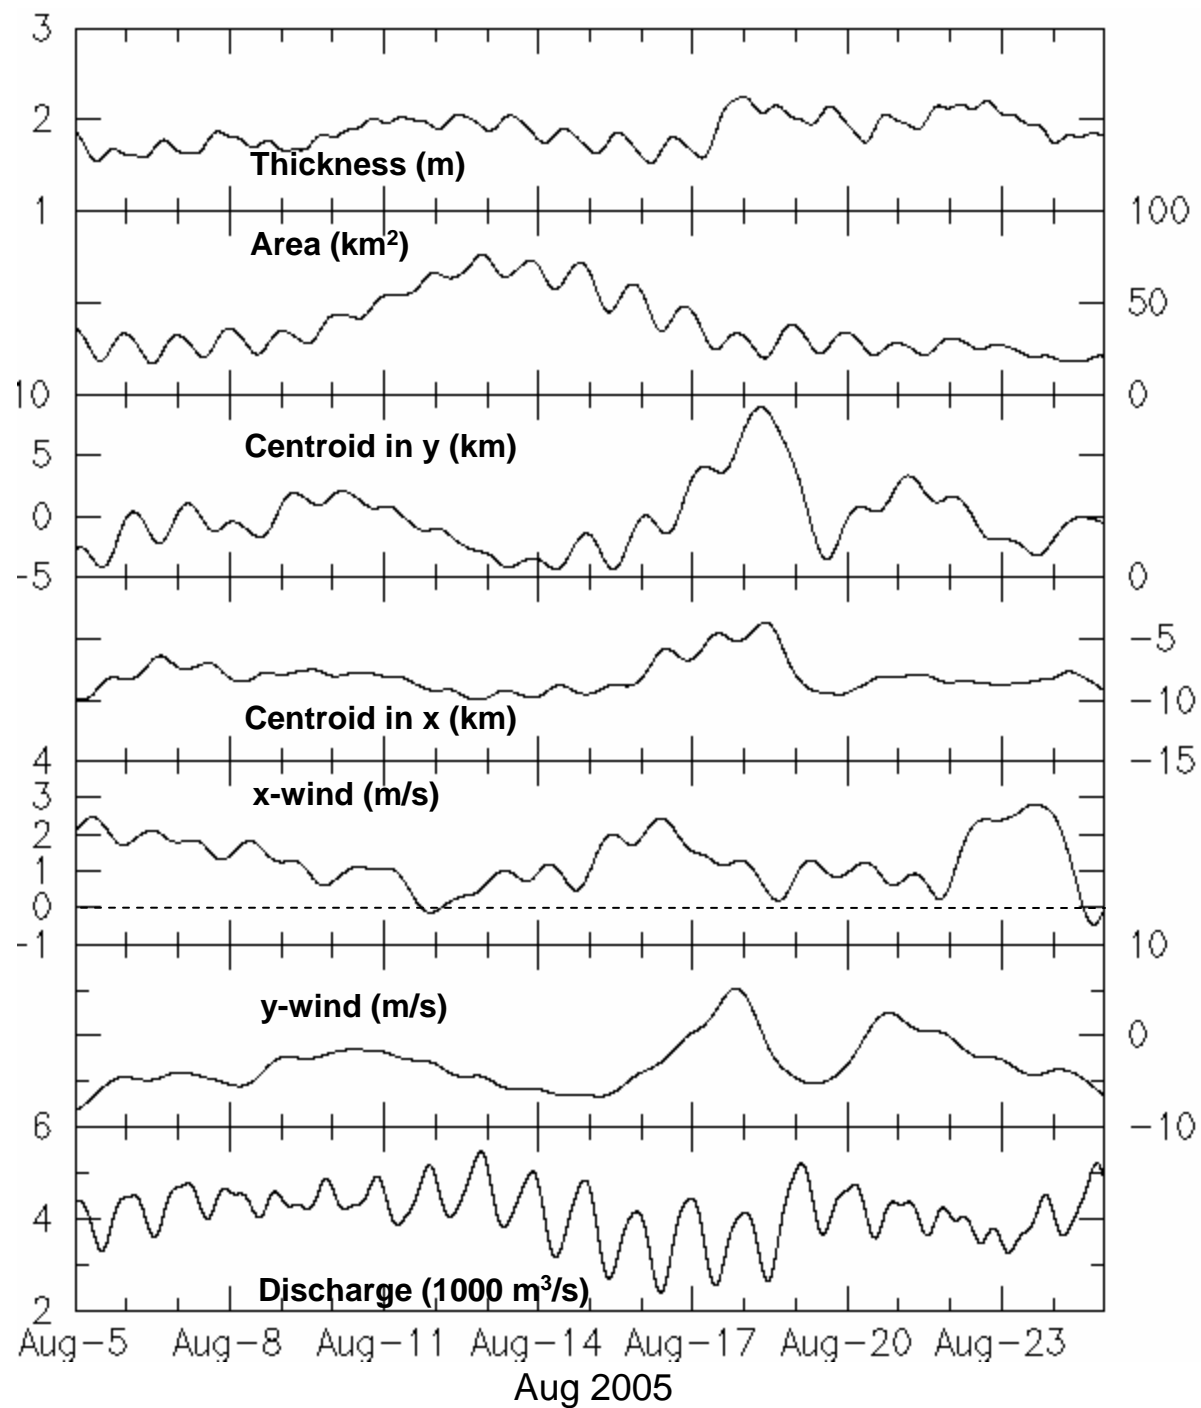 3
2
Thickness (m)
1 100
Area (km²)
50
10 0
Centroid in y (km)
5
0
-5 0
-5
-10
Centroid in x (km)
4 -15
x-wind (m/s)
3
2
1
0
-1 10
y-wind (m/s)
0
6 -10
4
Discharge (1000 m³/s)
2
Aug-5 Aug-8 Aug-11 Aug-14 Aug-17 Aug-20 Aug-23
Aug 2005